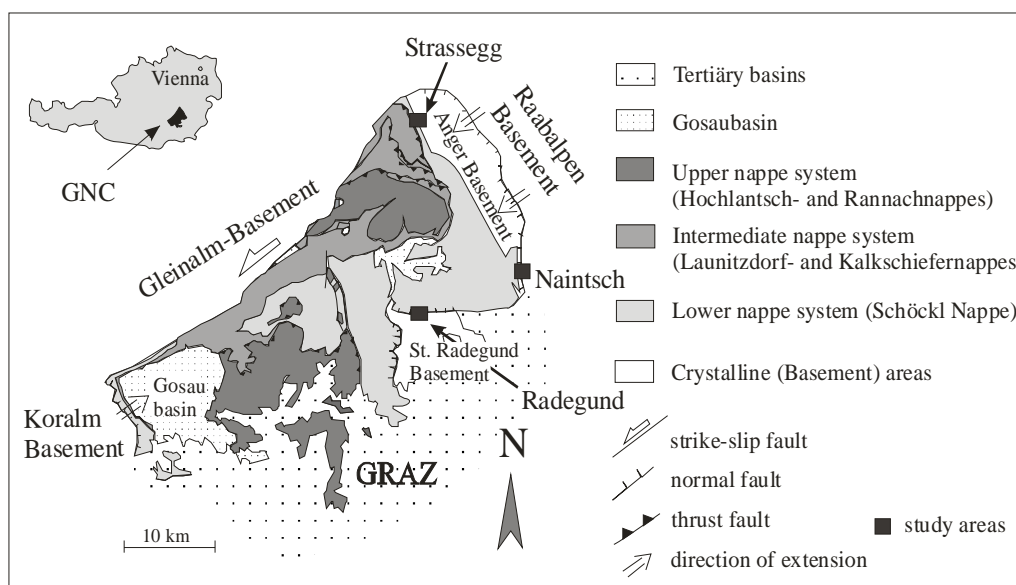 Strassegg
Vienna
GNC
Raabalpen
Basement
Anger Basement
Gleinalm-Basement
Naintsch
St. Radegund
Basement
Radegund
Gosau
basin
Koralm
Basement
GRAZ
N
10 km
Tertiäry basins
Gosaubasin
Upper nappe system
(Hochlantsch- and Rannachnappes)
Intermediate nappe system
(Launitzdorf- and Kalkschiefernappes
Lower nappe system (Schöckl Nappe)
Crystalline (Basement) areas
strike-slip fault
normal fault
thrust fault
direction of extension
study areas